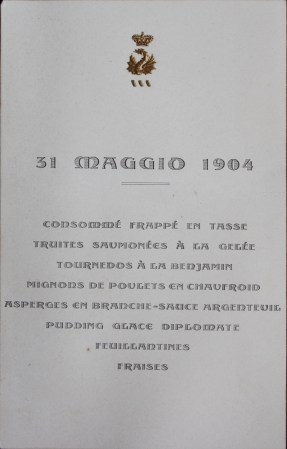 31 MAGGIO 1904
CONSOMMÉ FRAPPÉ EN TASSE
TRUITES SAUMONÉES À LA GELÉE
TOURNEDOS À LA BENJAMIN
MIGNONS DE POULETS EN CHAUFROID
ASPERGES EN BRANCHE-SAUCE ARGENTEUIL
PUDDING GLACE DIPLOMATE
FEUILLANTINES
FRAISES